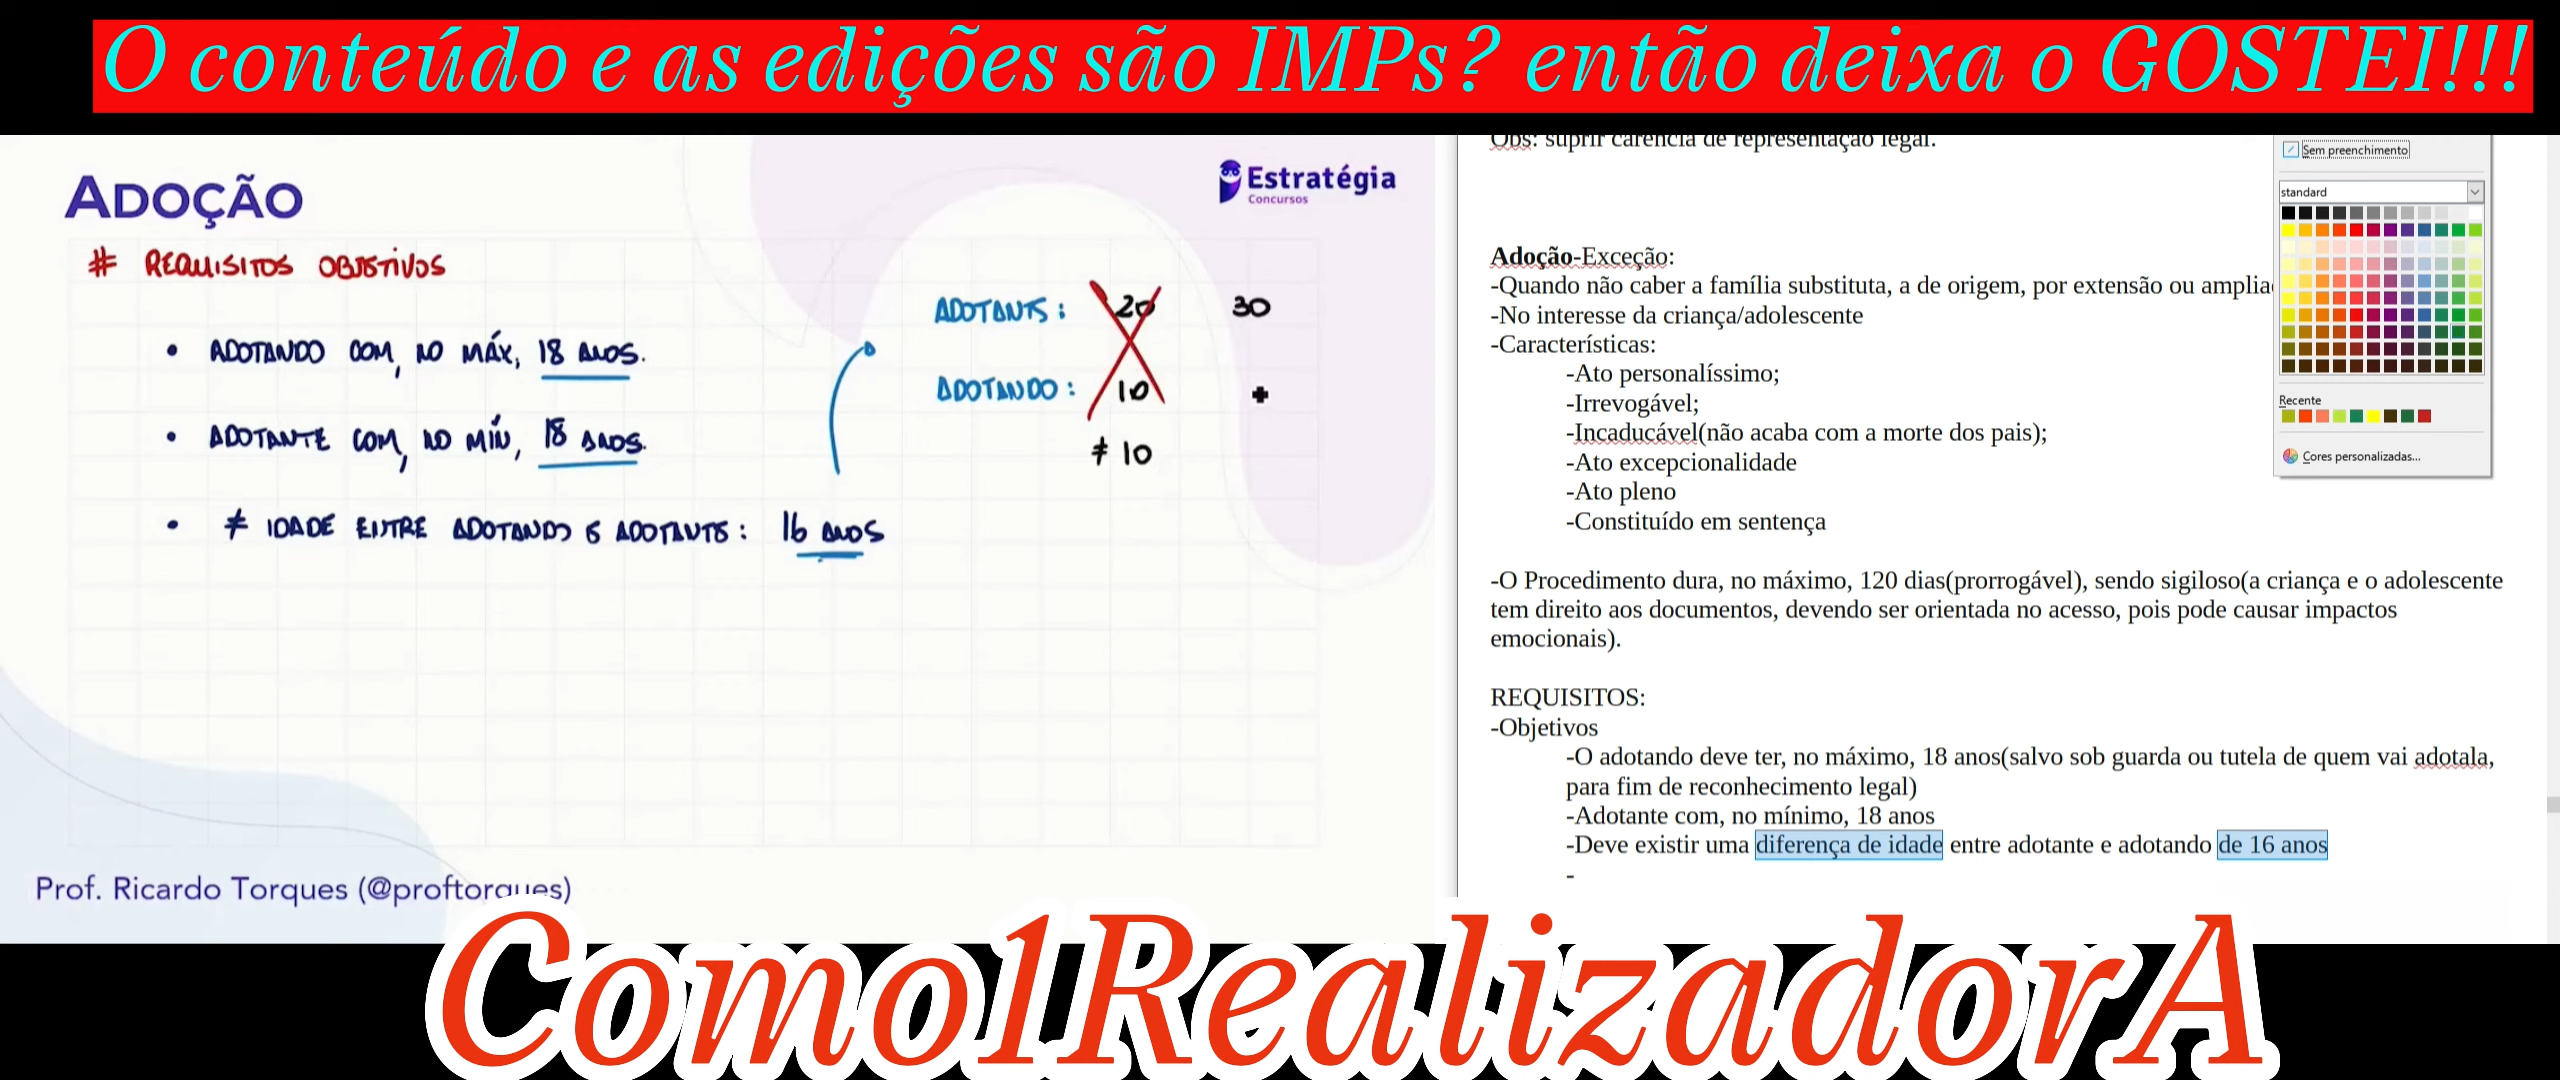 O conteúdo e as edições são IMPs? então deixa o GOSTEI!!!
ADOÇÃO
Estratégia
Concursos
# REQUISITOS OBJETIVOS
• ADOTANDO COM, NO MÁX, 18 ANOS.
• ADOTANTE COM, NO MÍN, 18 ANOS.
• ≠ IDADE ENTRE ADOTANDO E ADOTANTE: 16 ANOS
ADOTANTE: 20 30
ADOTANDO: 10
≠ 10
Prof. Ricardo Torques (@proftorques)
Obs: suprir carência de representação legal.
Adoção-Exceção:
-Quando não caber a família substituta, a de origem, por extensão ou
-No interesse da criança/adolescente
-Características:
-Ato personalíssimo;
-Irrevogável;
-Incaducável(não acaba com a morte dos pais);
-Ato excepcionalidade
-Ato pleno
-Constituído em sentença
-O Procedimento dura, no máximo, 120 dias(prorrogável), sendo sigiloso(a criança e o adolescente
tem direito aos documentos, devendo ser orientada no acesso, pois pode causar impactos
emocionais).
REQUISITOS:
-Objetivos
-O adotando deve ter, no máximo, 18 anos(salvo sob guarda ou tutela de quem vai adotala,
para fim de reconhecimento legal)
-Adotante com, no mínimo, 18 anos
-Deve existir uma diferença de idade entre adotante e adotando de 16 anos
-
Sem preenchimento
standard
Recente
Cores personalizadas...
Como1RealizadorA